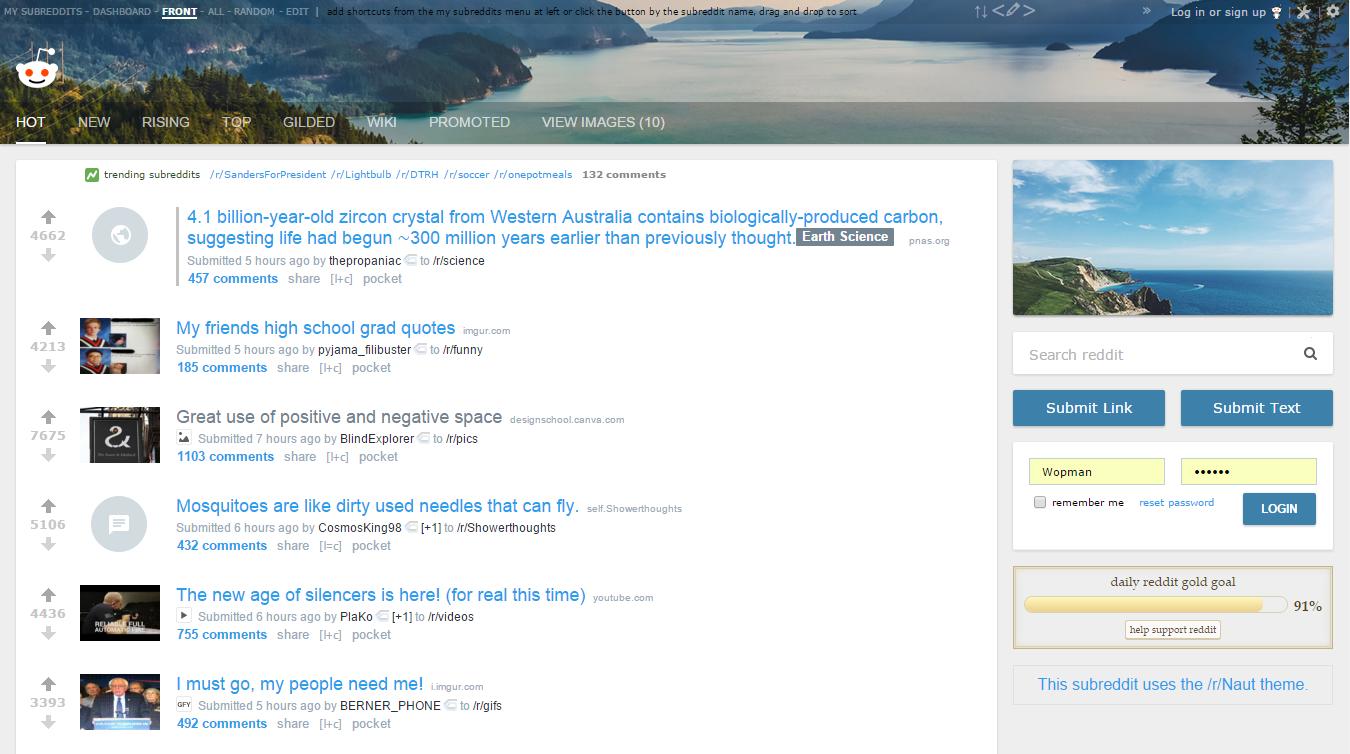 MY SUBREDDITS - DASHBOARD - FRONT - ALL - RANDOM - EDIT | add shortcuts from the my subreddits menu at left or click the button by the subreddit name, drag and drop to sort
» Log in or sign up | |
HOT NEW RISING TOP GILDED WIKI PROMOTED VIEW IMAGES (10)
trending subreddits /r/SandersForPresident /r/Lightbulb /r/DTRH /r/soccer /r/onepotmeals 132 comments
4662
4.1 billion-year-old zircon crystal from Western Australia contains biologically-produced carbon,
suggesting life had begun ~300 million years earlier than previously thought. Earth Science pnas.org
Submitted 5 hours ago by thepropaniac to /r/science
457 comments share [l+c] pocket
4213
My friends high school grad quotes imgur.com
Submitted 5 hours ago by pyjama_filibuster to /r/funny
185 comments share [l+c] pocket
7675
Great use of positive and negative space designschool.canva.com
Submitted 7 hours ago by BlindExplorer to /r/pics
1103 comments share [l+c] pocket
5106
Mosquitoes are like dirty used needles that can fly. self.Showerthoughts
Submitted 6 hours ago by CosmosKing98 [+1] to /r/Showerthoughts
432 comments share [l=c] pocket
4436
RELIABLE FULL
AUTOMATIC FIRE
The new age of silencers is here! (for real this time) youtube.com
Submitted 6 hours ago by PlaKo [+1] to /r/videos
755 comments share [l+c] pocket
3393
I must go, my people need me! i.imgur.com
GFY Submitted 5 hours ago by BERNER_PHONE to /r/gifs
492 comments share [l+c] pocket
Search reddit
Submit Link Submit Text
Wopman ••••••
remember me reset password LOGIN
daily reddit gold goal
91%
help support reddit
This subreddit uses the /r/Naut theme.